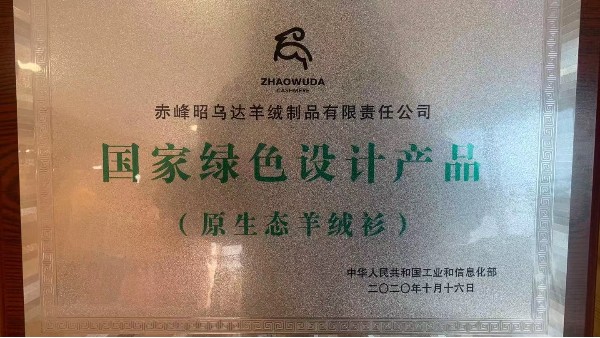 ZHAOWUDA
CASHMERE
赤峰昭乌达羊绒制品有限责任公司
国家绿色设计产品
（原生态羊绒衫）
中华人民共和国工业和信息化部
二〇二〇年十月十六日